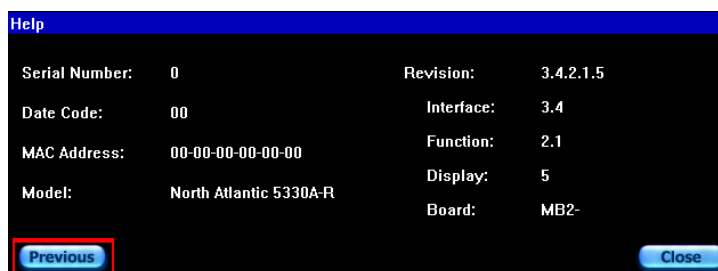 Help
Serial Number: 0
Date Code: 00
MAC Address: 00-00-00-00-00-00
Model: North Atlantic 5330A-R
Revision: 3.4.2.1.5
Interface: 3.4
Function: 2.1
Display: 5
Board: MB2-
Previous
Close